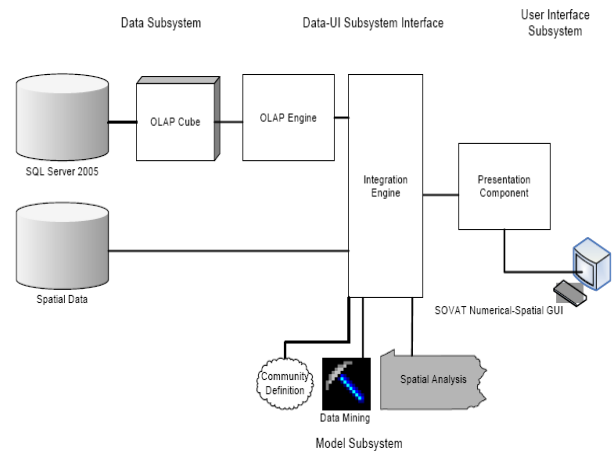 Data Subsystem
Data-UI Subsystem Interface
User Interface
Subsystem
OLAP Cube
OLAP Engine
SQL Server 2005
Integration
Engine
Presentation
Component
Spatial Data
SOVAT Numerical-Spatial GUI
Community
Definition
Data Mining
Spatial Analysis
Model Subsystem